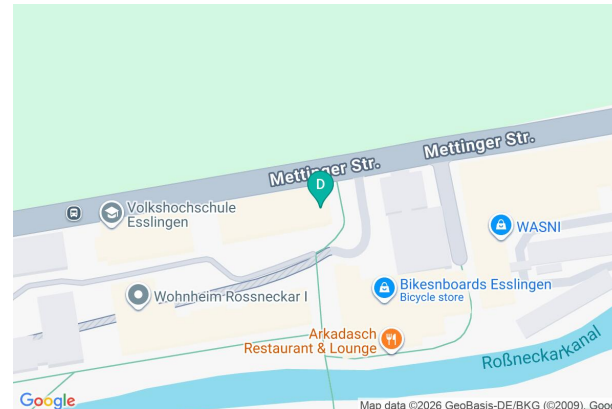 Mettinger Str.
Mettinger Str.
D
Volkshochschule
Esslingen
WASNI
Bikesnboards Esslingen
Bicycle store
Wohnheim Rossneckar I
Arkadasch
Restaurant & Lounge
Roßneckarkanal
Google
Map data ©2026 GeoBasis-DE/BKG (©2009), Goo